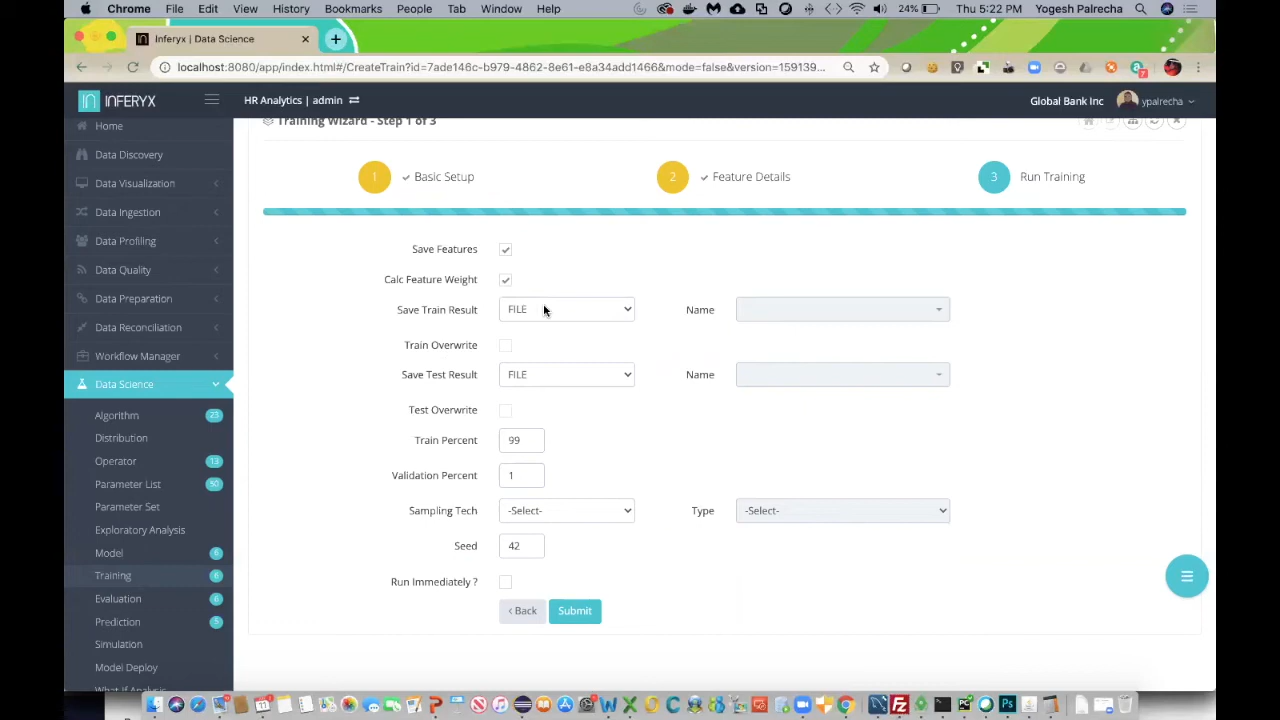 Chrome File Edit View History Bookmarks People Tab Window Help 24% Thu 5:22 PM Yogesh Palrecha
Inferyx | Data Science
localhost:8080/app/index.html#/CreateTrain?id=7ade146c-b979-4862-8e61-e8a34add1466&mode=false&version=159139...
INFERYX HR Analytics | admin Global Bank Inc ypalrecha
Training Wizard - Step 1 of 3
1 Basic Setup 2 Feature Details 3 Run Training
Home
Data Discovery
Data Visualization
Data Ingestion
Data Profiling
Data Quality
Data Preparation
Data Reconciliation
Workflow Manager
Data Science
Algorithm 23
Distribution
Operator 13
Parameter List 50
Parameter Set
Exploratory Analysis
Model 6
Training 6
Evaluation 6
Prediction 5
Simulation
Model Deploy
What If Analysis
Save Features
Calc Feature Weight
Save Train Result FILE Name
Train Overwrite
Save Test Result FILE Name
Test Overwrite
Train Percent 99
Validation Percent 1
Sampling Tech -Select- Type -Select-
Seed 42
Run Immediately ?
< Back Submit